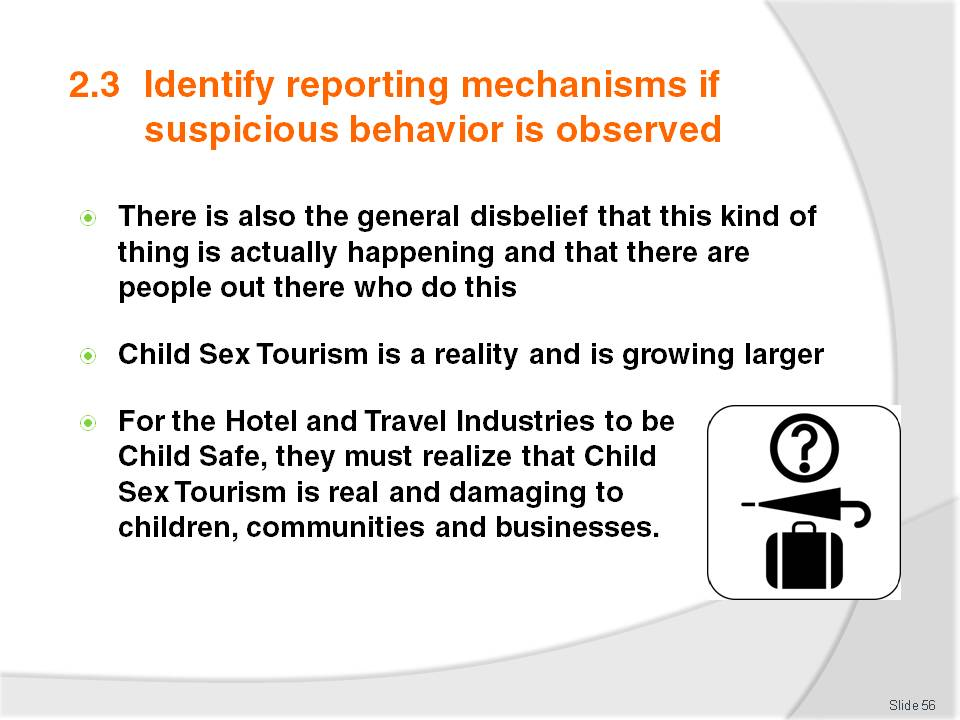 2.3 Identify reporting mechanisms if
suspicious behavior is observed
There is also the general disbelief that this kind of
thing is actually happening and that there are
people out there who do this
Child Sex Tourism is a reality and is growing larger
For the Hotel and Travel Industries to be
Child Safe, they must realize that Child
Sex Tourism is real and damaging to
children, communities and businesses.
?
Slide 56